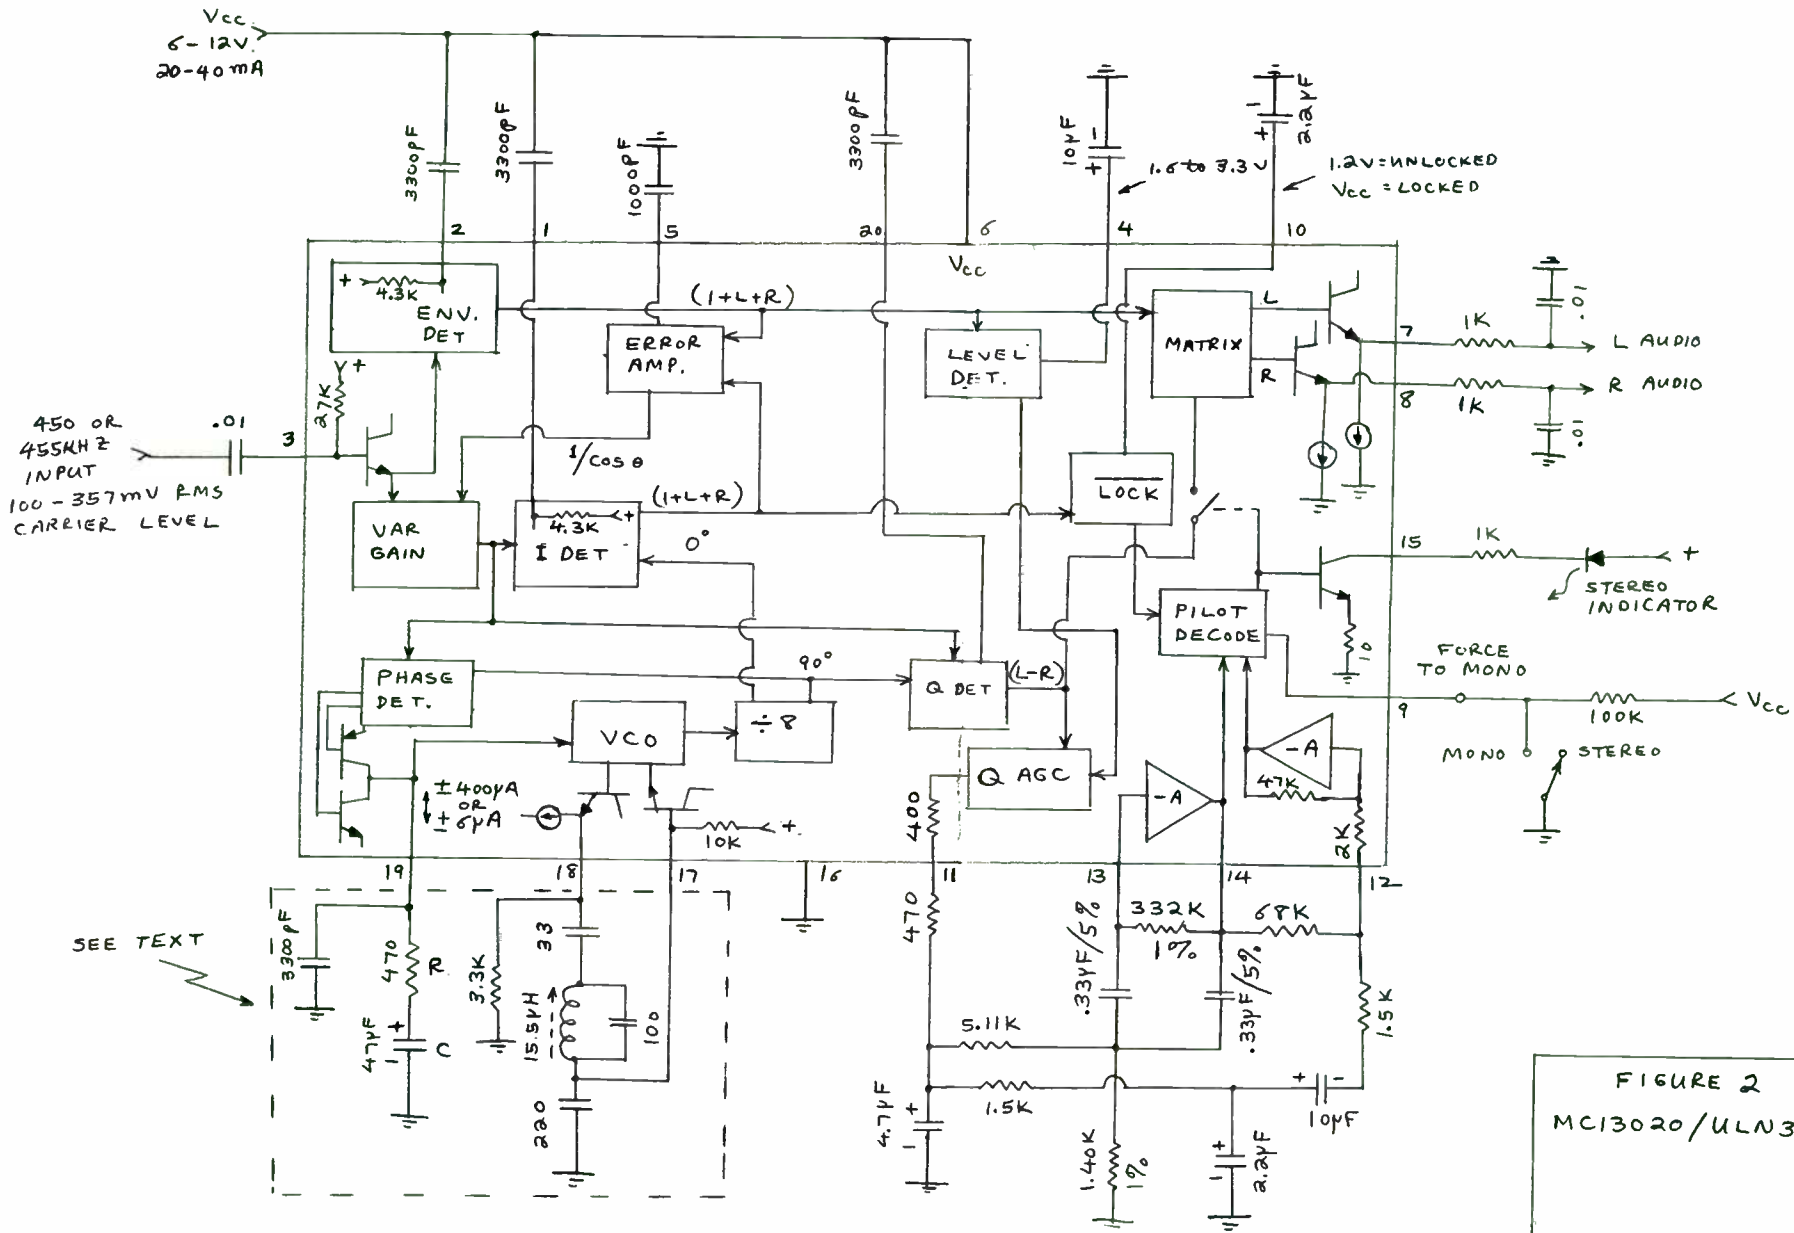 Vcc
6-12V.
20-40mA
3300pF
3300pF
1000pF
3300pF
10µF
-
+
1.6 to 3.3V
2.2µF
+
1.2V=UNLOCKED
Vcc = LOCKED
2
1
5
20
6
4
10
Vcc
+
4.3K
ENV.
DET
(1+L+R)
ERROR
AMP.
LEVEL
DET.
MATRIX
L
R
7
8
1K
1K
.01
.01
L AUDIO
R AUDIO
V+
27K
450 OR
455KHZ
INPUT
100-357mV RMS
CARRIER LEVEL
.01
3
1/COS θ
VAR
GAIN
(1+L+R)
4.3K
+
I DET
0°
LOCK
PILOT
DECODE
15
1K
+
STEREO
INDICATOR
10
FORCE
TO MONO
9
100K
Vcc
MONO
STEREO
PHASE
DET.
90°
Q DET
(L-R)
VCO
÷8
Q AGC
-A
-A
47K
2K
±400µA
OR
±6µA
10K
+
400
19
18
17
16
11
13
14
12
SEE TEXT
3300pF
470
R
47µF
+
C
3.3K
33
15.5µH
100
220
470
.33µF/5%
332K
1%
68K
.33µF/5%
1.5K
5.11K
1.5K
4.7µF
+
1.40K
1%
2.2µF
+
+
-
10µF
FIGURE 2
MC13020/ULN3